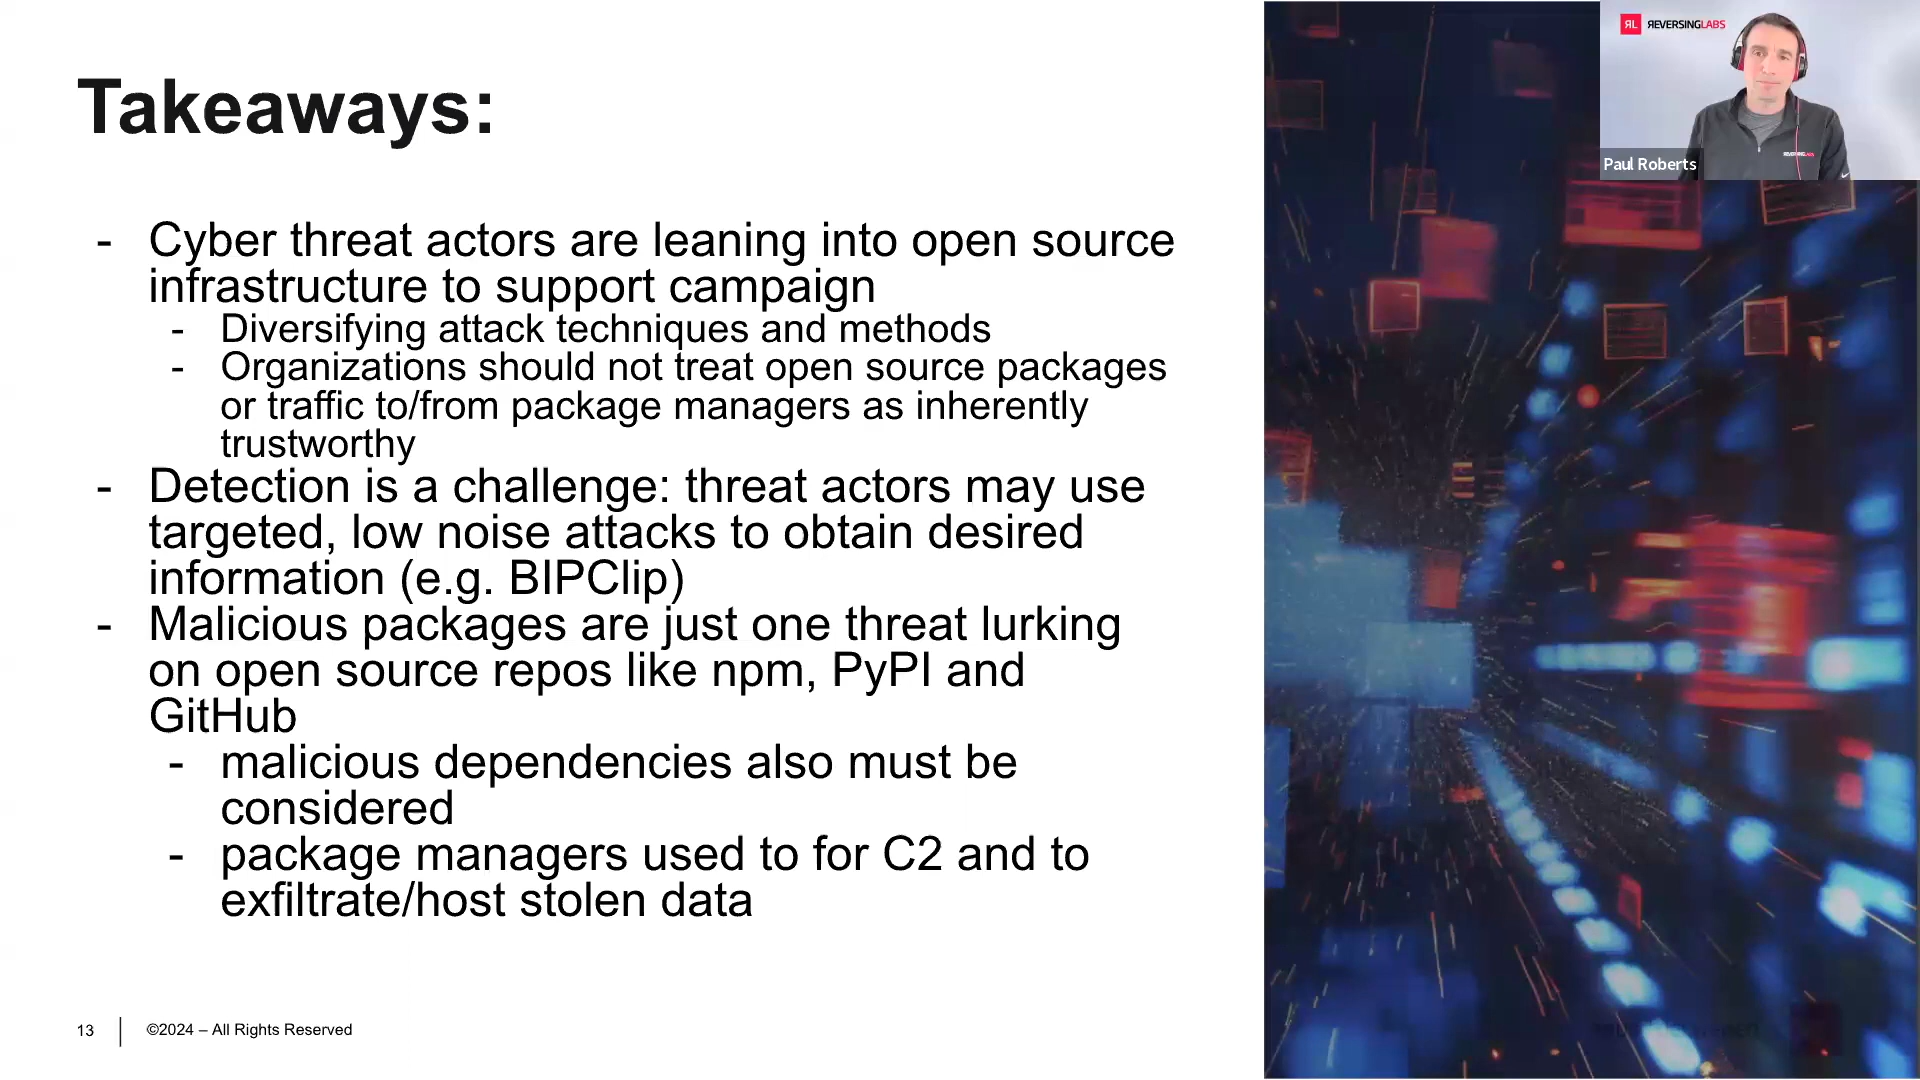 Takeaways:
- Cyber threat actors are leaning into open source
infrastructure to support campaign
- Diversifying attack techniques and methods
- Organizations should not treat open source packages
or traffic to/from package managers as inherently
trustworthy
- Detection is a challenge: threat actors may use
targeted, low noise attacks to obtain desired
information (e.g. BIPClip)
- Malicious packages are just one threat lurking
on open source repos like npm, PyPI and
GitHub
- malicious dependencies also must be
considered
- package managers used to for C2 and to
exfiltrate/host stolen data
13
©2024 – All Rights Reserved
RL REVERSINGLABS
Paul Roberts
REVERSINGLABS